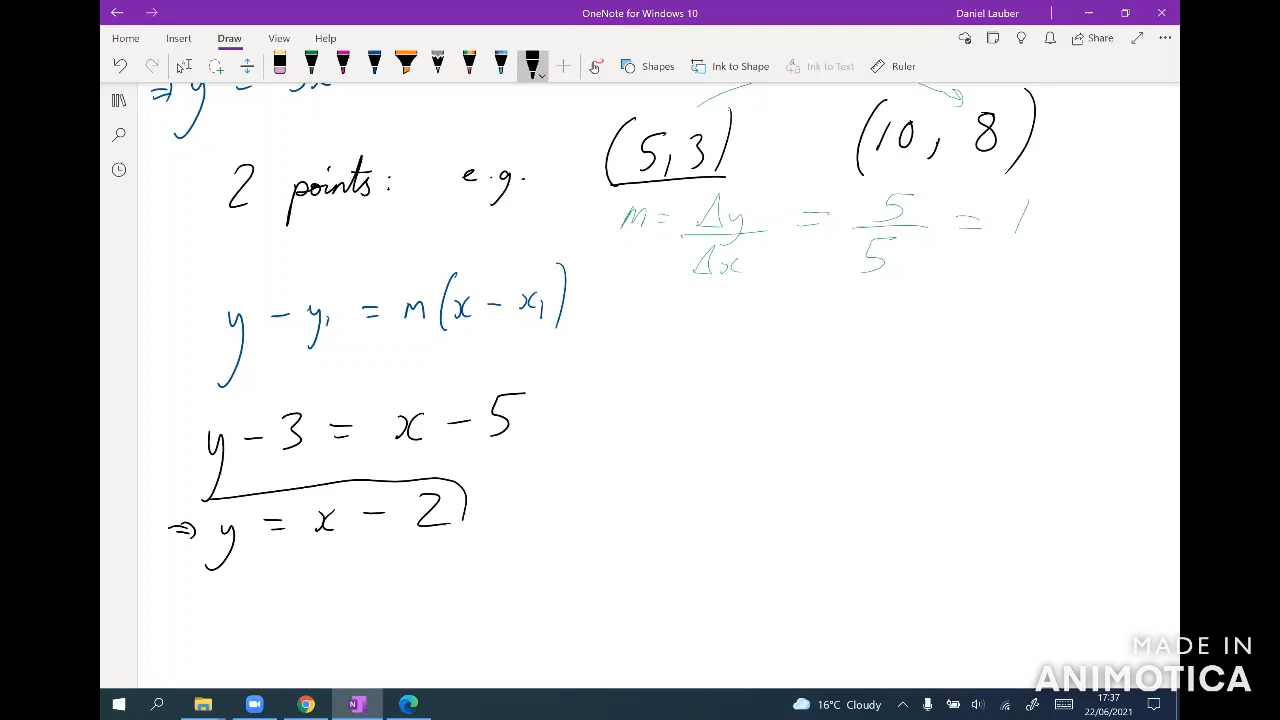 OneNote for Windows 10
Daniel Lauber
Home Insert Draw View Help
Share
Shapes Ink to Shape Ink to Text Ruler
⇒ y = 3x
(5,3) (10, 8)
2 points: e.g.
m = Δy/Δx = 5/5 = 1
y - y₁ = m(x - x₁)
y - 3 = x - 5
⇒ y = x - 2
MADE IN
ANIMOTICA
16°C Cloudy
17:37
22/06/2021